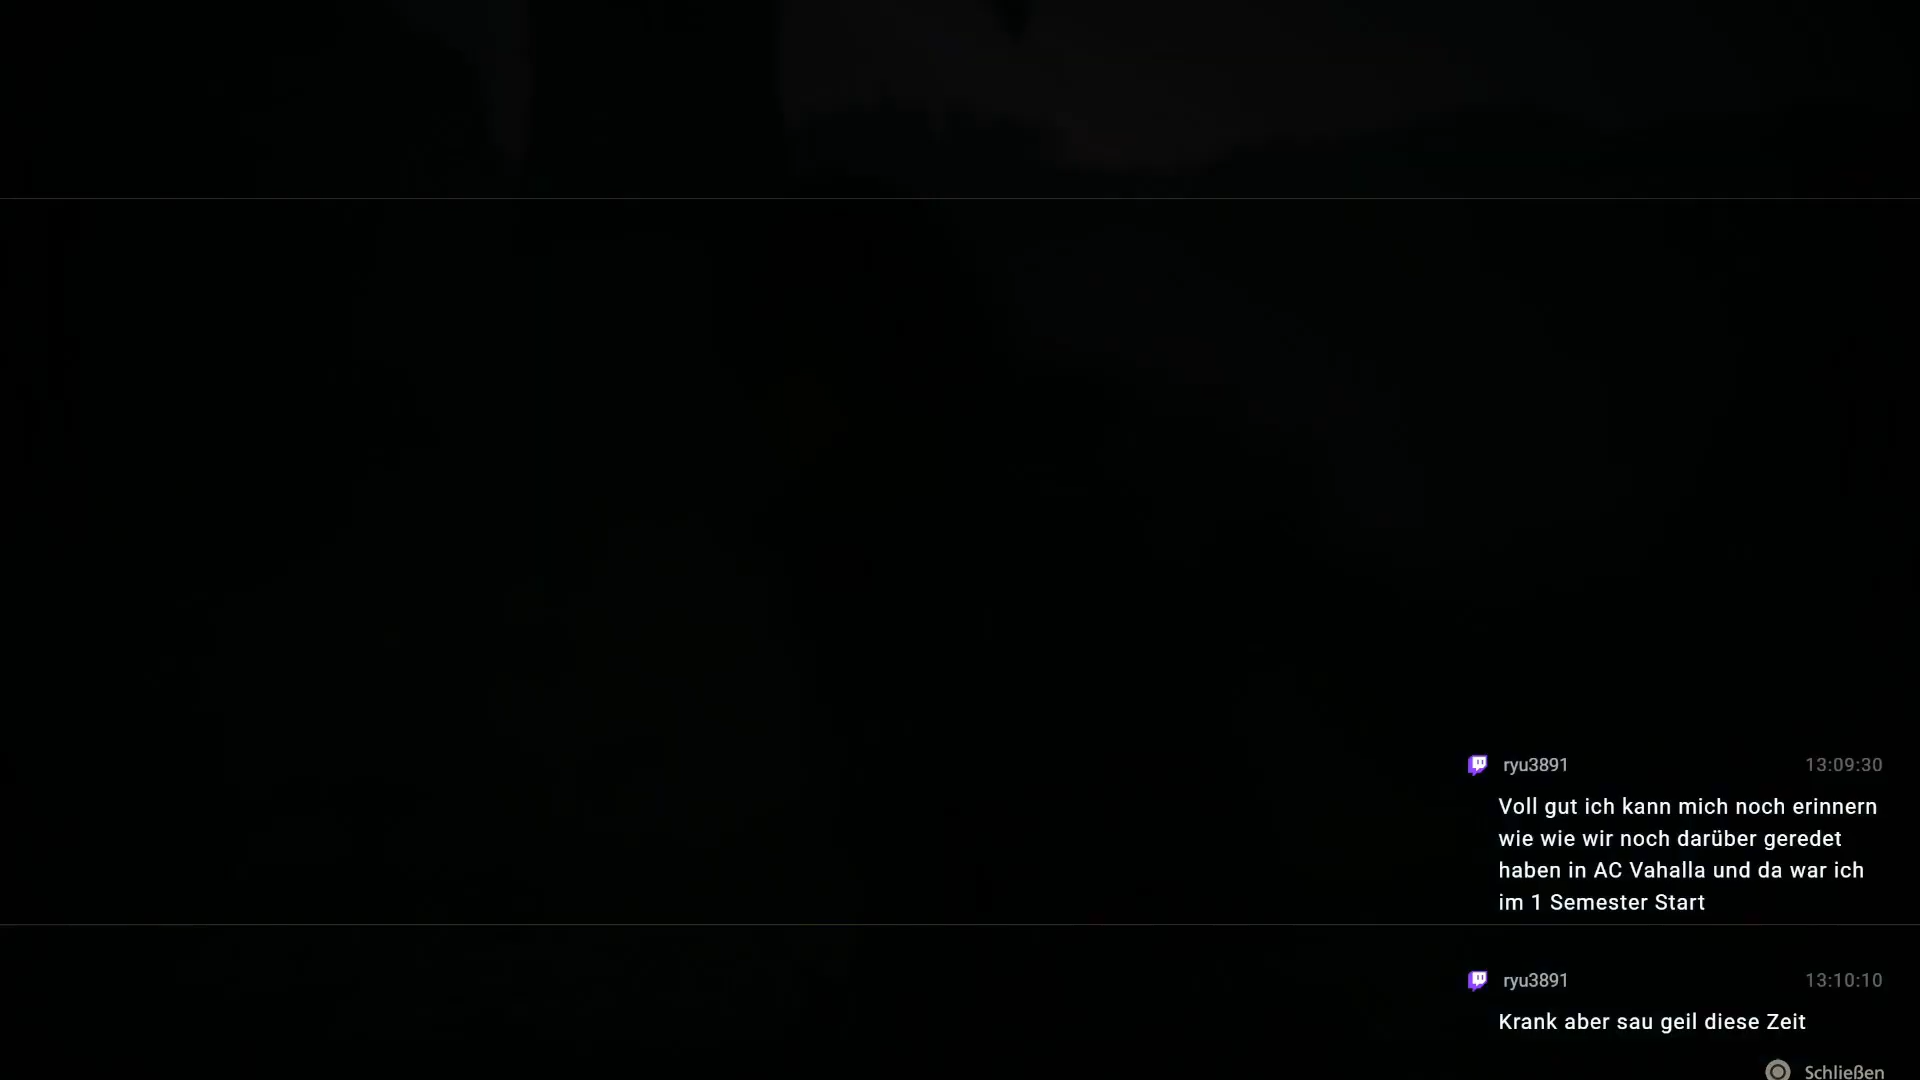 ryu3891 13:09:30
Voll gut ich kann mich noch erinnern
wie wie wir noch darüber geredet
haben in AC Vahalla und da war ich
im 1 Semester Start
ryu3891 13:10:10
Krank aber sau geil diese Zeit
Schließen